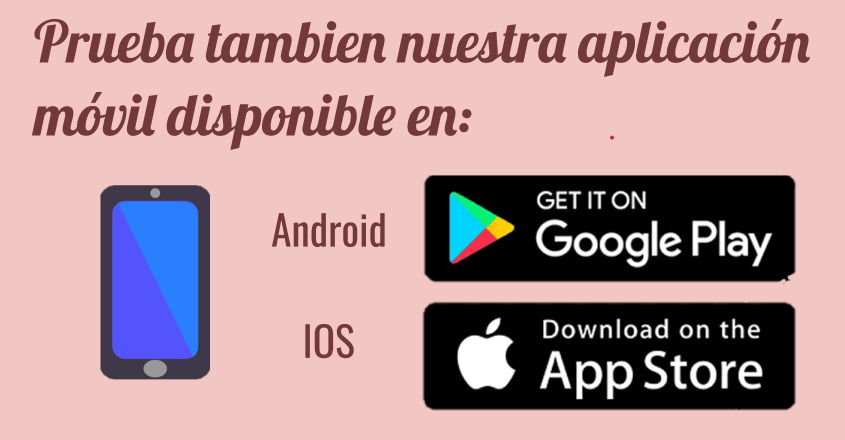 Prueba tambien nuestra aplicación
móvil disponible en:
Android
GET IT ON
Google Play
IOS
Download on the
App Store